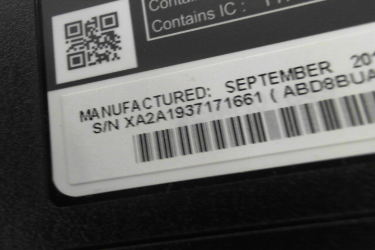 Contains IC :
MANUFACTURED: SEPTEMBER
S/N XA2A1937171661 ( ABD8BUA